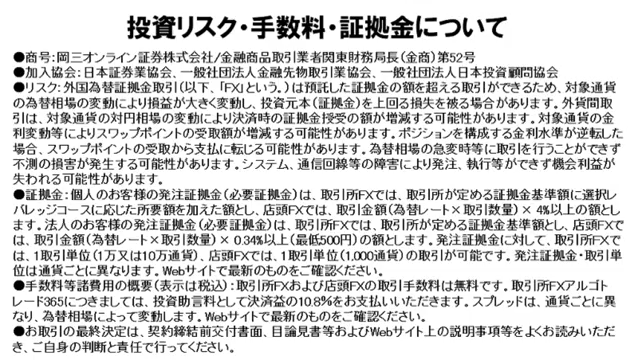 投資リスク・手数料・証拠金について
●商号：岡三オンライン証券株式会社/金融商品取引業者関東財務局長（金商）第52号
●加入協会：日本証券業協会、一般社団法人金融先物取引業協会、一般社団法人日本投資顧問協会
●リスク：外国為替証拠金取引（以下、「FX」という。）は預託した証拠金の額を超える取引ができるため、対象通貨
の為替相場の変動により損益が大きく変動し、投資元本（証拠金）を上回る損失を被る場合があります。外貨間取
引は、対象通貨の対円相場の変動により決済時の証拠金授受の額が増減する可能性があります。対象通貨の金
利変動等によりスワップポイントの受取額が増減する可能性があります。ポジションを構成する金利水準が逆転した
場合、スワップポイントの受取から支払に転じる可能性があります。為替相場の急変時等に取引を行うことができず
不測の損害が発生する可能性があります。システム、通信回線等の障害により発注、執行等ができず機会利益が
失われる可能性があります。
●証拠金：個人のお客様の発注証拠金（必要証拠金）は、取引所FXでは、取引所が定める証拠金基準額に選択レ
バレッジコースに応じた所要額を加えた額とし、店頭FXでは、取引金額（為替レート×取引数量）× 4%以上の額とし
ます。法人のお客様の発注証拠金（必要証拠金）は、取引所FXでは、取引所が定める証拠金基準額とし、店頭FXで
は、取引金額（為替レート×取引数量）× 0.34%以上（最低500円）の額とします。発注証拠金に対して、取引所FXで
は、1取引単位（1万又は10万通貨）、店頭FXでは、1取引単位（1,000通貨）の取引が可能です。発注証拠金・取引単
位は通貨ごとに異なります。Webサイトで最新のものをご確認ください。
●手数料等諸費用の概要（表示は税込）：取引所FXおよび店頭FXの取引手数料は無料です。取引所FXアルゴト
レード365につきましては、投資助言料として決済益の10.8%をお支払いいただきます。スプレッドは、通貨ごとに異
なり、為替相場によって変動します。Webサイトで最新のものをご確認ください。
●お取引の最終決定は、契約締結前交付書面、目論見書等およびWebサイト上の説明事項等をよくお読みいただ
き、ご自身の判断と責任で行ってください。